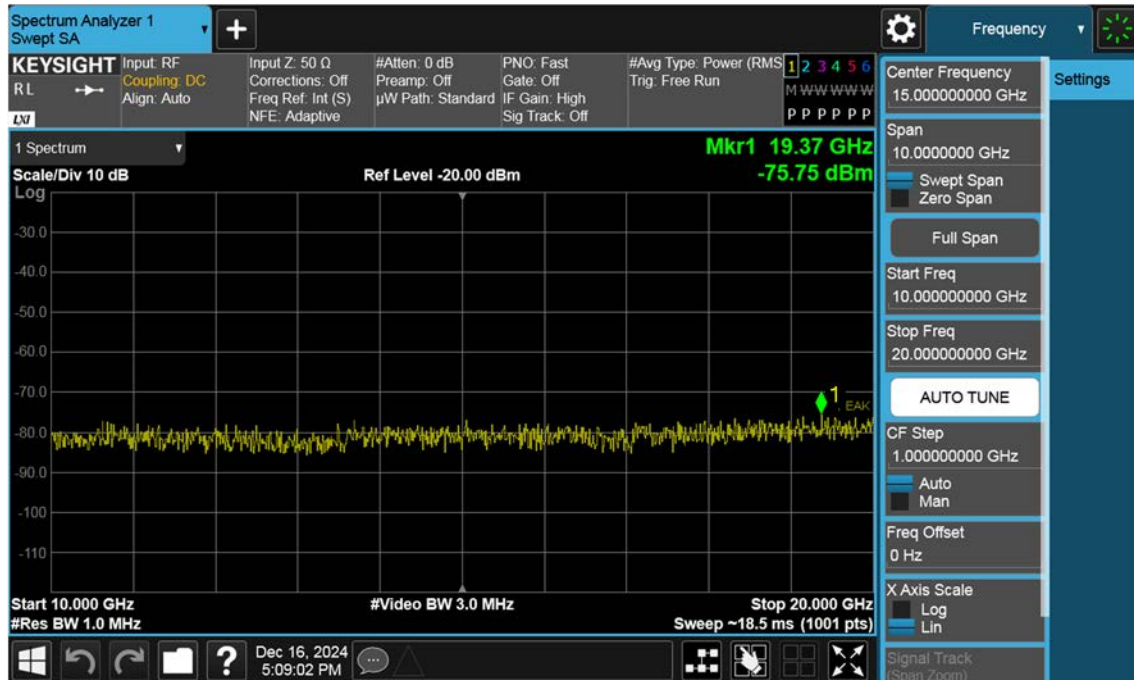 Spectrum Analyzer 1
Swept SA
Frequency
KEYSIGHT
R L
LXI
Input: RF
Coupling: DC
Align: Auto
Input Z: 50 Ω
Corrections: Off
Freq Ref: Int (S)
NFE: Adaptive
#Atten: 0 dB
Preamp: Off
µW Path: Standard
PNO: Fast
Gate: Off
IF Gain: High
Sig Track: Off
#Avg Type: Power (RMS
Trig: Free Run
1 2 3 4 5 6
M W W W W W
P P P P P P
1 Spectrum
Scale/Div 10 dB
Log
Ref Level -20.00 dBm
Mkr1 19.37 GHz
-75.75 dBm
-30.0
-40.0
-50.0
-60.0
-70.0
-80.0
-90.0
-100
-110
1
EAK
Start 10.000 GHz
#Video BW 3.0 MHz
Stop 20.000 GHz
#Res BW 1.0 MHz
Sweep ~18.5 ms (1001 pts)
?
Dec 16, 2024
5:09:02 PM
Center Frequency
15.000000000 GHz
Span
10.0000000 GHz
Swept Span
Zero Span
Full Span
Start Freq
10.000000000 GHz
Stop Freq
20.000000000 GHz
AUTO TUNE
CF Step
1.000000000 GHz
Auto
Man
Freq Offset
0 Hz
X Axis Scale
Log
Lin
Signal Track
(Span Zoom)
Settings